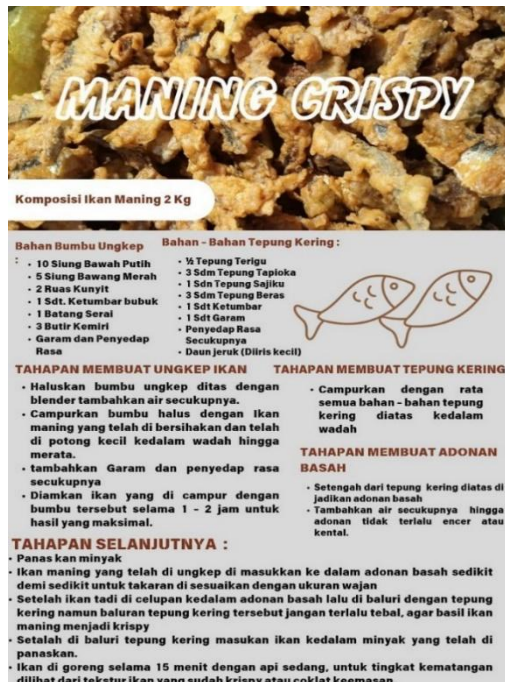 MANING CRISPY
Komposisi Ikan Maning 2 Kg
Bahan Bumbu Ungkep
:
• 10 Siung Bawah Putih
• 5 Siung Bawang Merah
• 2 Ruas Kunyit
• 1 Sdt. Ketumbar bubuk
• 1 Batang Serai
• 3 Butir Kemiri
• Garam dan Penyedap
Rasa
Bahan - Bahan Tepung Kering :
• ½ Tepung Terigu
• 3 Sdm Tepung Tapioka
• 1 Sdn Tepung Sajiku
• 3 Sdm Tepung Beras
• 1 Sdt Ketumbar
• 1 Sdt Garam
• Penyedap Rasa
Secukupnya
• Daun jeruk (Diiris kecil)
TAHAPAN MEMBUAT UNGKEP IKAN
• Haluskan bumbu ungkep ditas dengan
blender tambahkan air secukupnya.
• Campurkan bumbu halus dengan Ikan
maning yang telah di bersihakan dan telah
di potong kecil kedalam wadah hingga
merata.
• tambahkan Garam dan penyedap rasa
secukupnya
• Diamkan ikan yang di campur dengan
bumbu tersebut selama 1 - 2 jam untuk
hasil yang maksimal.
TAHAPAN MEMBUAT TEPUNG KERING
• Campurkan dengan rata
semua bahan - bahan tepung
kering diatas kedalam
wadah
TAHAPAN MEMBUAT ADONAN
BASAH
• Setengah dari tepung kering diatas di
jadikan adonan basah
• Tambahkan air secukupnya hingga
adonan tidak terlalu encer atau
kental.
TAHAPAN SELANJUTNYA :
• Panas kan minyak
• Ikan maning yang telah di ungkep di masukkan ke dalam adonan basah sedikit
demi sedikit untuk takaran di sesuaikan dengan ukuran wajan
• Setelah ikan tadi di celupan kedalam adonan basah lalu di baluri dengan tepung
kering namun baluran tepung kering tersebut jangan terlalu tebal, agar basil ikan
maning menjadi krispy
• Setalah di baluri tepung kering masukan ikan kedalam minyak yang telah di
panaskan.
• Ikan di goreng selama 15 menit dengan api sedang, untuk tingkat kematangan
dilihat dari tekstur ikan yang sudah krispy atau coklat keemasan